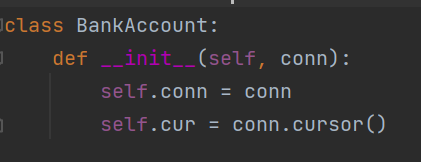 class BankAccount:
    def __init__(self, conn):
        self.conn = conn
        self.cur = conn.cursor()